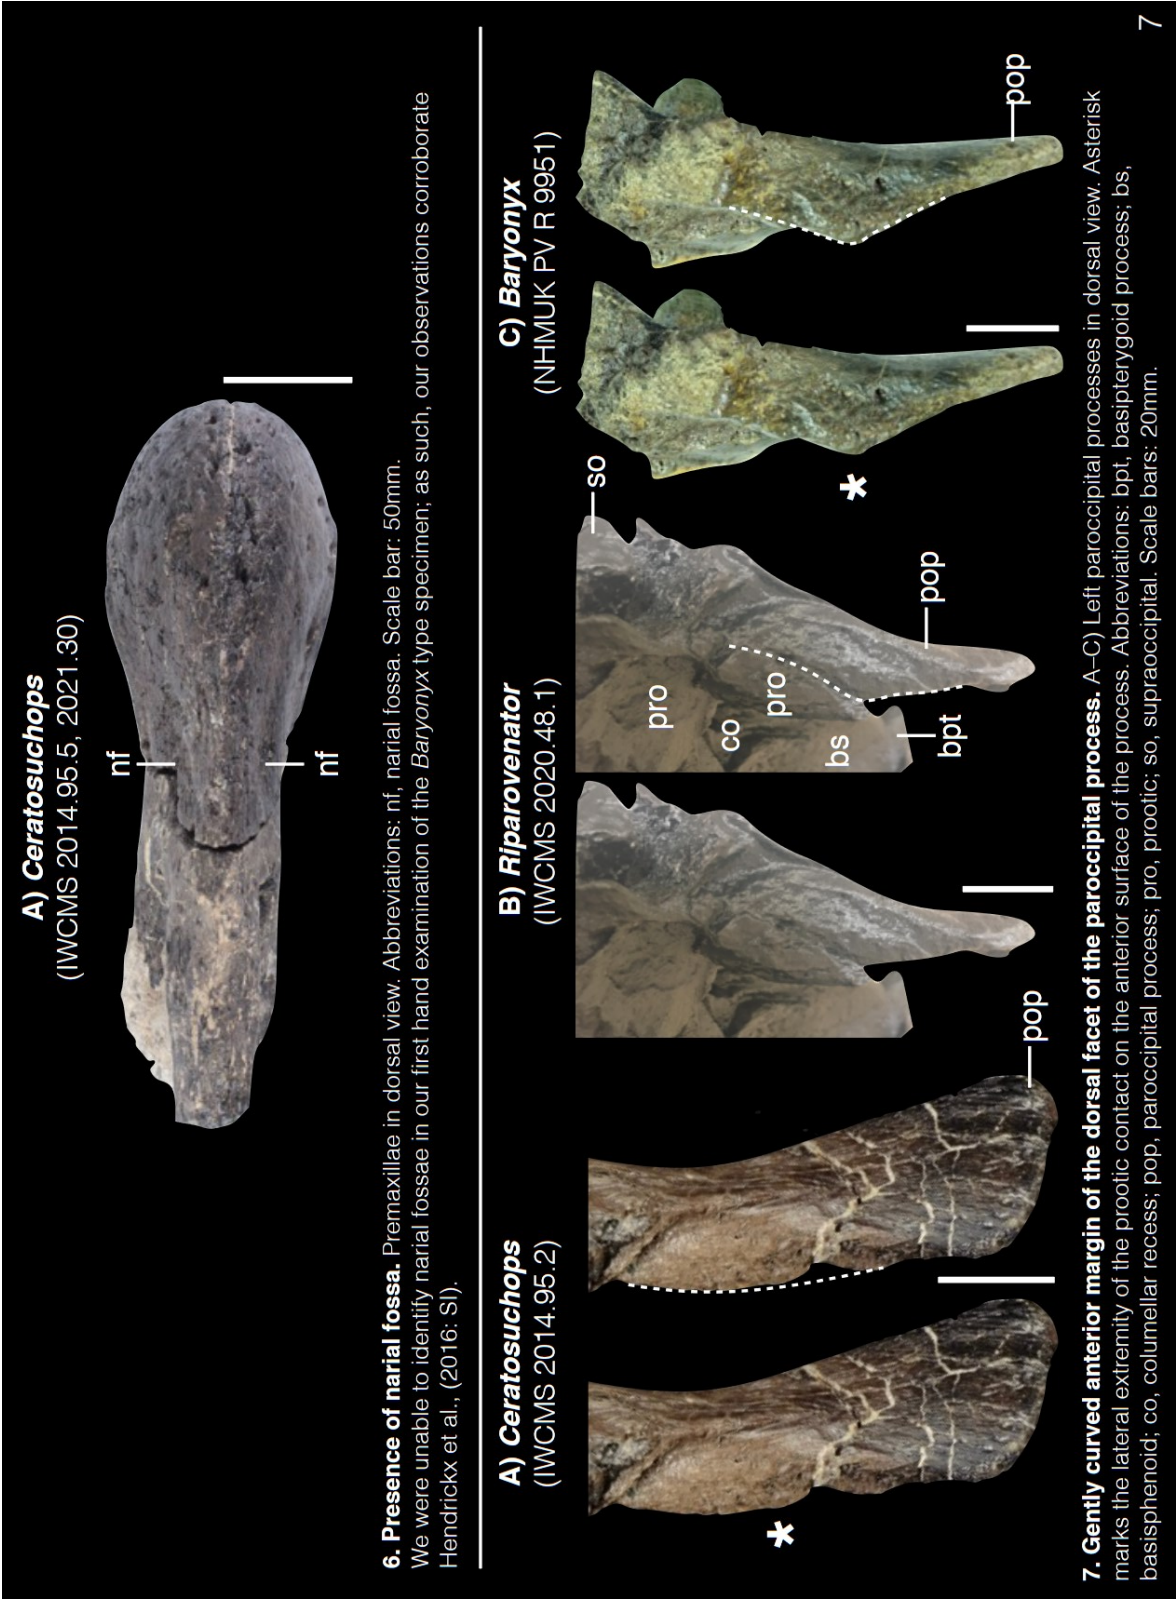 A) Ceratosuchops
(IWCMS 2014.95.5, 2021.30)
nf
nf
6. Presence of narial fossa. Premaxillae in dorsal view. Abbreviations: nf, narial fossa. Scale bar: 50mm.
We were unable to identify narial fossae in our first hand examination of the Baryonyx type specimen; as such, our observations corroborate
Hendrickx et al., (2016: SI).
A) Ceratosuchops
(IWCMS 2014.95.2)
*
pop
B) Riparovenator
(IWCMS 2020.48.1)
so
pro
co
pro
bs
bpt
pop
C) Baryonyx
(NHMUK PV R 9951)
*
pop
7. Gently curved anterior margin of the dorsal facet of the paroccipital process. A–C) Left paroccipital processes in dorsal view. Asterisk
marks the lateral extremity of the prootic contact on the anterior surface of the process. Abbreviations: bpt, basipterygoid process; bs,
basisphenoid; co, columellar recess; pop, paroccipital process; pro, prootic; so, supraoccipital. Scale bars: 20mm.
7